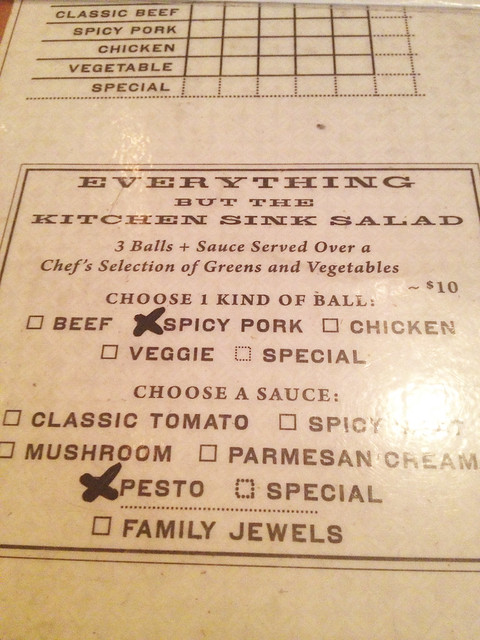 CLASSIC BEEF
SPICY PORK
CHICKEN
VEGETABLE
SPECIAL
EVERYTHING
BUT THE
KITCHEN SINK SALAD
3 Balls + Sauce Served Over a
Chef's Selection of Greens and Vegetables
~ $10
CHOOSE 1 KIND OF BALL:
BEEF SPICY PORK CHICKEN
VEGGIE SPECIAL
CHOOSE A SAUCE:
CLASSIC TOMATO SPICY
MUSHROOM PARMESAN CREAM
PESTO SPECIAL
FAMILY JEWELS